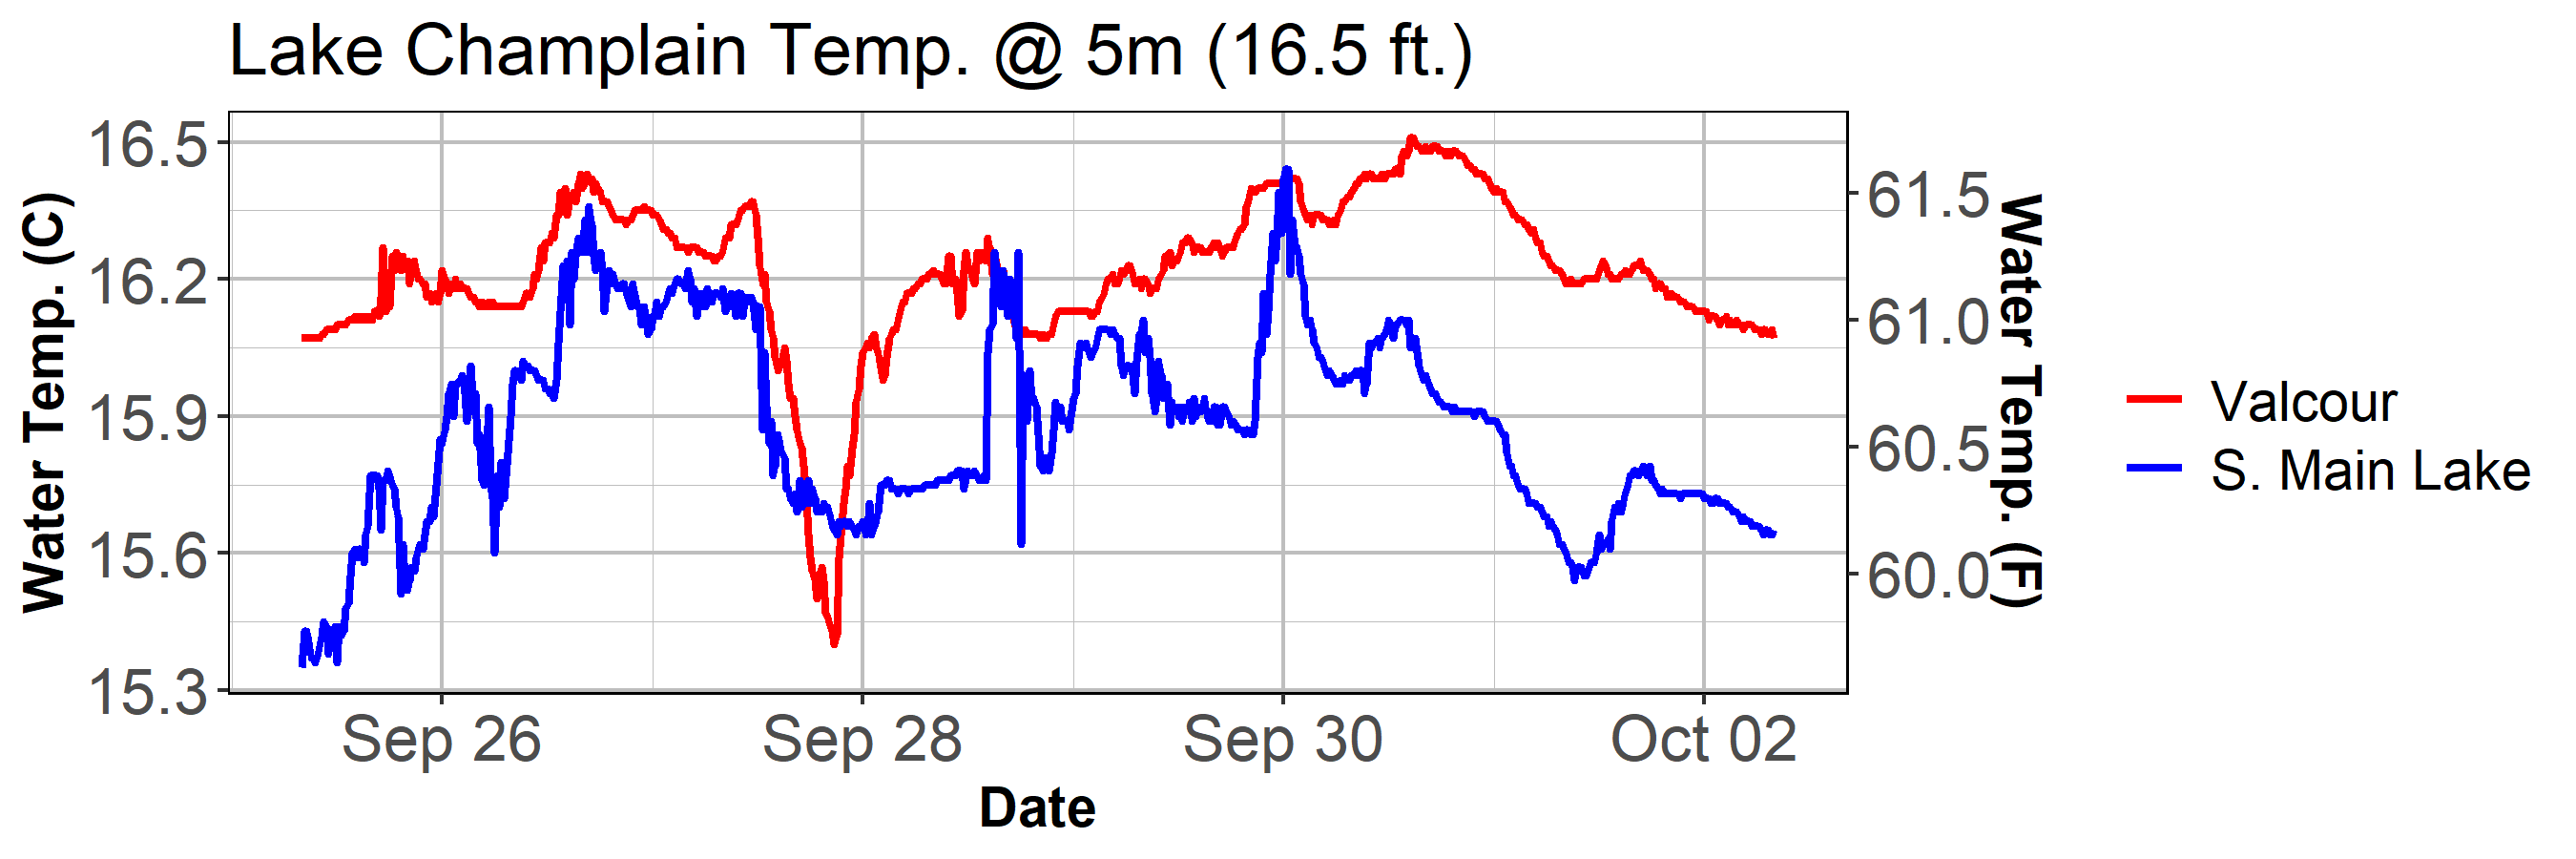 Lake Champlain Temp. @ 5m (16.5 ft.)
Water Temp. (C)
16.5
16.2
15.9
15.6
15.3
61.5
61.0
60.5
60.0
Water Temp. (F)
Sep 26
Sep 28
Sep 30
Oct 02
Date
Valcour
S. Main Lake